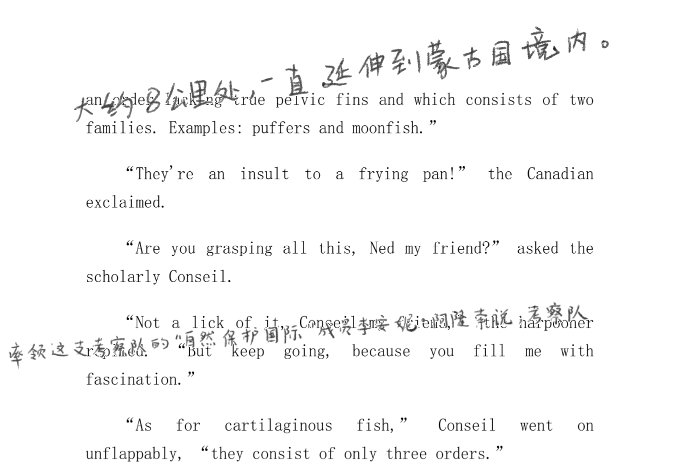 大约8公里处,一直延伸到蒙古国境内。
an order lacking true pelvic fins and which consists of two
families. Examples: puffers and moonfish.”
“They're an insult to a frying pan!” the Canadian
exclaimed.
“Are you grasping all this, Ned my friend?” asked the
scholarly Conseil.
“Not a lick of it, Conseil my friend,” the harpooner
率领这支考察队的“自然保护国际”成员李安妮·阿隆索说,考察队
replied. “But keep going, because you fill me with
fascination.”
“As for cartilaginous fish,” Conseil went on
unflappably, “they consist of only three orders.”